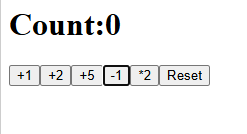 Count:0
+1 +2 +5 -1 *2 Reset